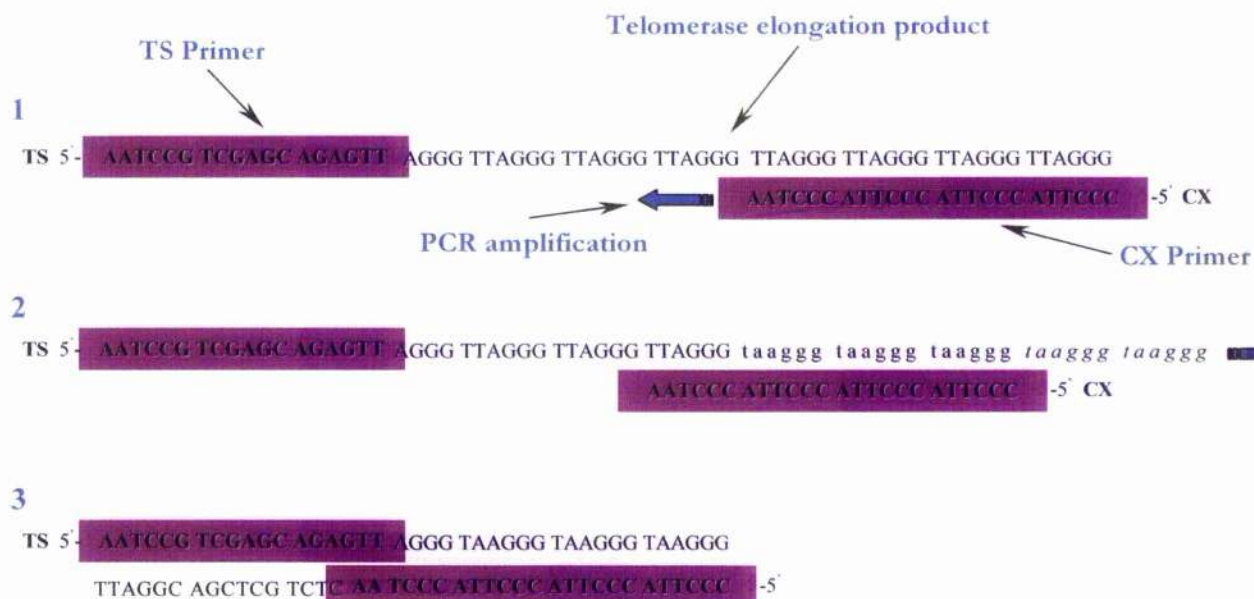 Telomerase elongation product
TS Primer
1
TS 5'- AATCCG TCGAGC AGAGTT AGGG TTAGGG TTAGGG TTAGGG TTAGGG TTAGGG TTAGGG TTAGGG
AATCCC ATTCCC ATTCCC ATTCCC -5' CX
PCR amplification
CX Primer
2
TS 5'- AATCCG TCGAGC AGAGTT AGGG TTAGGG TTAGGG TTAGGG taaggg taaggg taaggg taaggg taaggg
AATCCC ATTCCC ATTCCC ATTCCC -5' CX
3
TS 5'- AATCCG TCGAGC AGAGTT AGGG TAAGGG TAAGGG TAAGGG
TTAGGC AGCTCG TCTC AA TCCC ATTCCC ATTCCC ATTCCC -5'